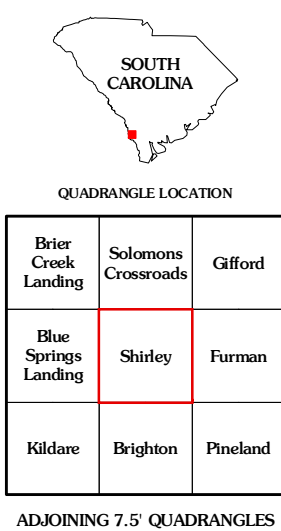 SOUTH
CAROLINA
QUADRANGLE LOCATION
Brier
Creek
Landing
Solomons
Crossroads
Gifford
Blue
Springs
Landing
Shirley
Furman
Kildare
Brighton
Pineland
ADJOINING 7.5' QUADRANGLES